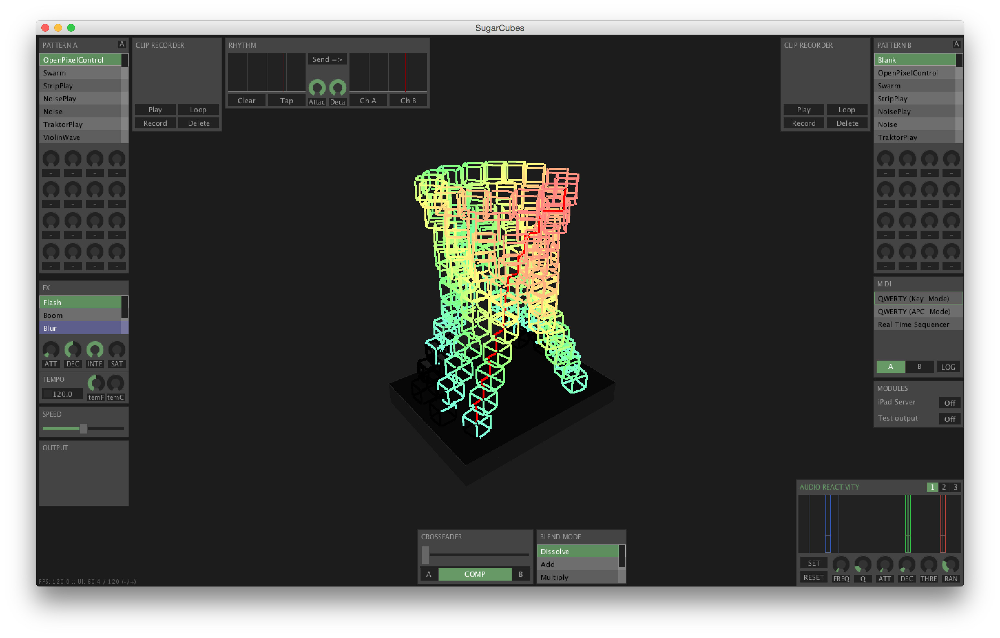 SugarCubes
PATTERN A A
OpenPixelControl
Swarm
StripPlay
NoisePlay
Noise
TraktorPlay
ViolinWave
- - - -
- - - -
- - - -
- - - -
FX
Flash
Boom
Blur
ATT DEC INTE SAT
TEMPO
120.0
temF temC
SPEED
OUTPUT
FPS: 120.0 :: UI: 60.4 / 120 (-/+)
CLIP RECORDER
Play Loop
Record Delete
RHYTHM
Send =>
Clear Tap Attac Deca Ch A Ch B
CROSSFADER
A COMP B
BLEND MODE
Dissolve
Add
Multiply
CLIP RECORDER
Play Loop
Record Delete
PATTERN B A
Blank
OpenPixelControl
Swarm
StripPlay
NoisePlay
Noise
TraktorPlay
- - - -
- - - -
- - - -
- - - -
MIDI
QWERTY (Key Mode)
QWERTY (APC Mode)
Real Time Sequencer
A B LOG
MODULES
iPad Server Off
Test output Off
AUDIO REACTIVITY 1 2 3
SET
RESET
FREQ Q ATT DEC THRE RAN